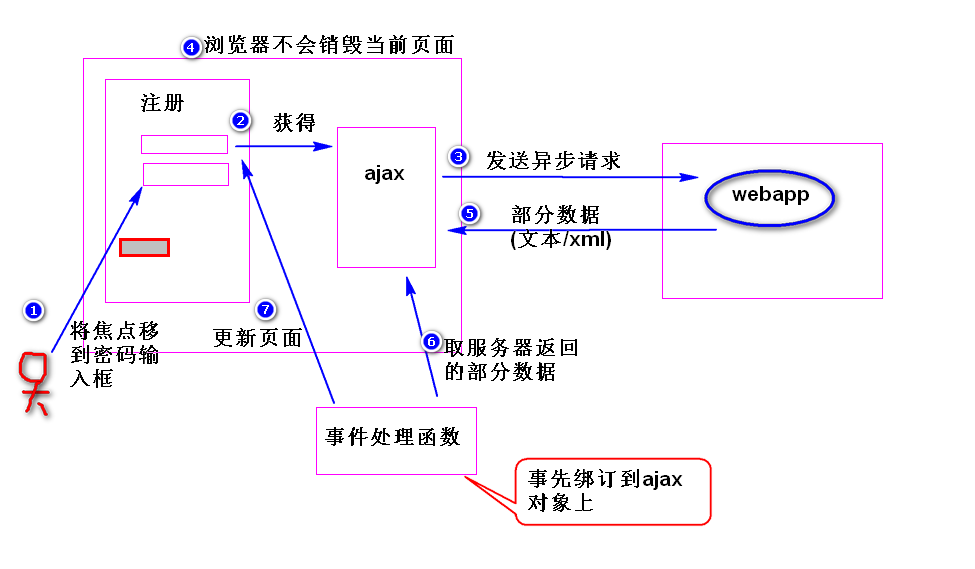 ④浏览器不会销毁当前页面
注册
②
获得
ajax
③
发送异步请求
webapp
⑤
部分数据
(文本/xml)
①
将焦点移
到密码输
入框
⑦
更新页面
⑥
取服务器返回
的部分数据
事件处理函数
事先绑订到ajax
对象上